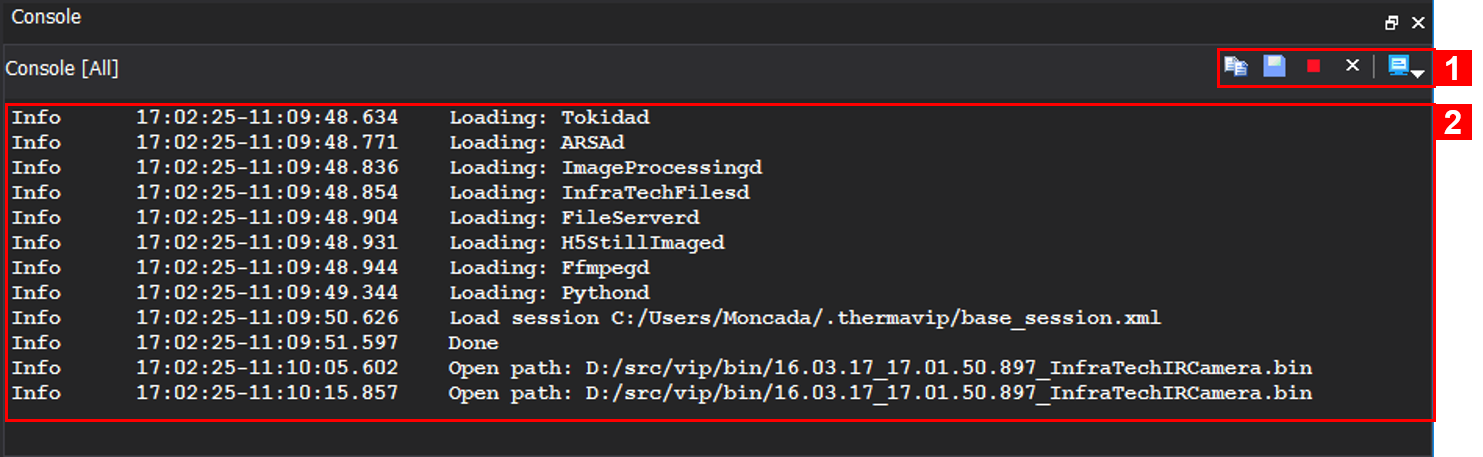 Console
Console [All]
1
2
Info 17:02:25-11:09:48.634 Loading: Tokidad
Info 17:02:25-11:09:48.771 Loading: ARSAd
Info 17:02:25-11:09:48.836 Loading: ImageProcessingd
Info 17:02:25-11:09:48.854 Loading: InfraTechFilesd
Info 17:02:25-11:09:48.904 Loading: FileServerd
Info 17:02:25-11:09:48.931 Loading: H5StillImaged
Info 17:02:25-11:09:48.944 Loading: Ffmpegd
Info 17:02:25-11:09:49.344 Loading: Pythond
Info 17:02:25-11:09:50.626 Load session C:/Users/Moncada/.thermavip/base_session.xml
Info 17:02:25-11:09:51.597 Done
Info 17:02:25-11:10:05.602 Open path: D:/src/vip/bin/16.03.17_17.01.50.897_InfraTechIRCamera.bin
Info 17:02:25-11:10:15.857 Open path: D:/src/vip/bin/16.03.17_17.01.50.897_InfraTechIRCamera.bin